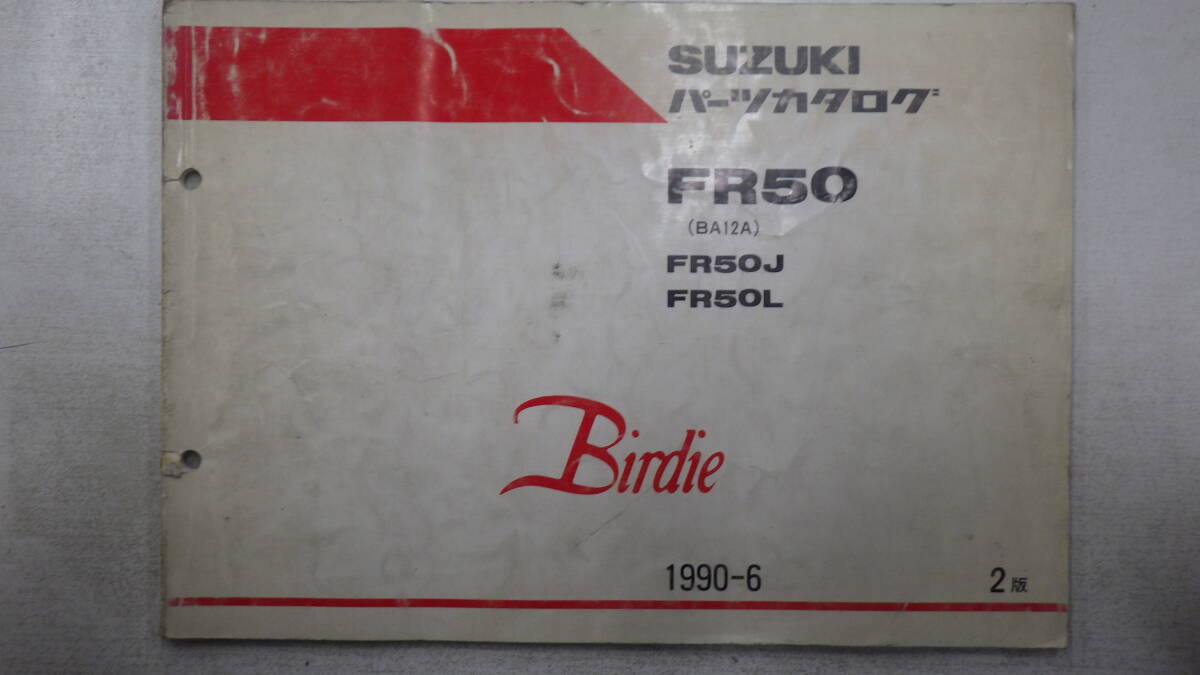 SUZUKI
パーツカタログ
FR50
(BA12A)
FR50J
FR50L
Birdie
1990-6
2版